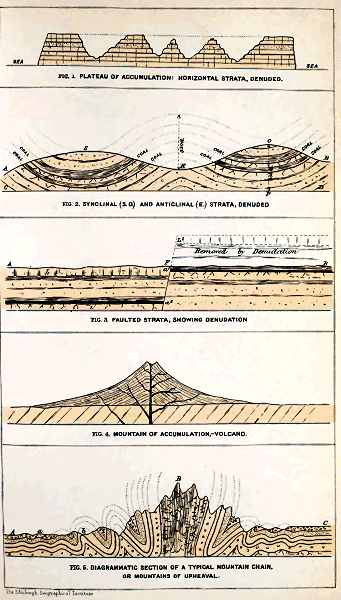 SEA
SEA
FIG. 1. PLATEAU OF ACCUMULATION: HORIZONTAL STRATA, DENUDED.
S
O
COAL COAL COAL COAL COAL COAL COAL
A
E
B
C
D
FIG. 2. SYNCLINAL (S.O.) AND ANTICLINAL (E.) STRATA, DENUDED
Removed by Denudation
A
F
B
FIG. 3. FAULTED STRATA, SHOWING DENUDATION
FIG. 4. MOUNTAIN OF ACCUMULATION,–VOLCANO.
B
A
C
FIG. 5. DIAGRAMMATIC SECTION OF A TYPICAL MOUNTAIN CHAIN,
OR MOUNTAINS OF UPHEAVAL.
The Edinburgh Geographical Institute